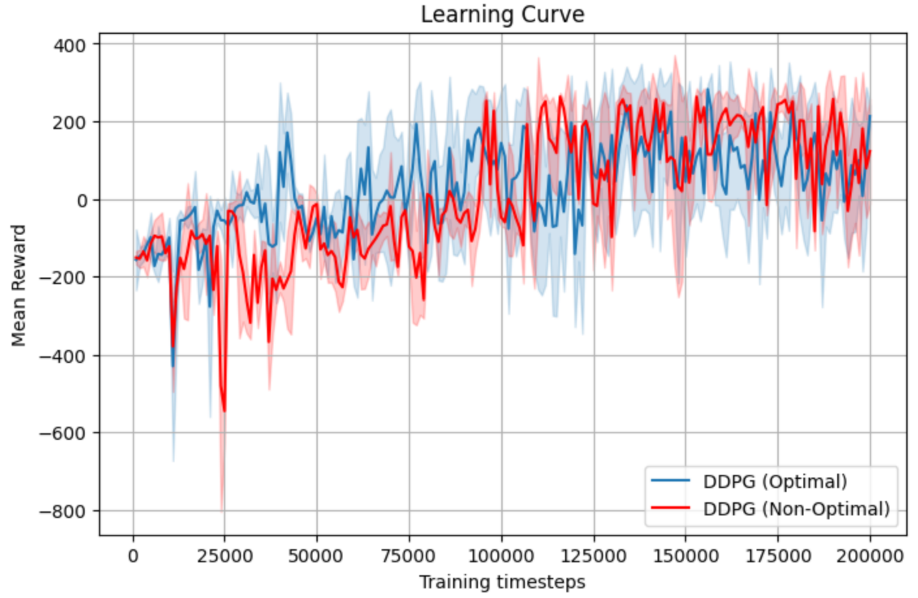 Learning Curve
400
200
0
−200
−400
−600
−800
Mean Reward
DDPG (Optimal)
DDPG (Non-Optimal)
0 25000 50000 75000 100000 125000 150000 175000 200000
Training timesteps